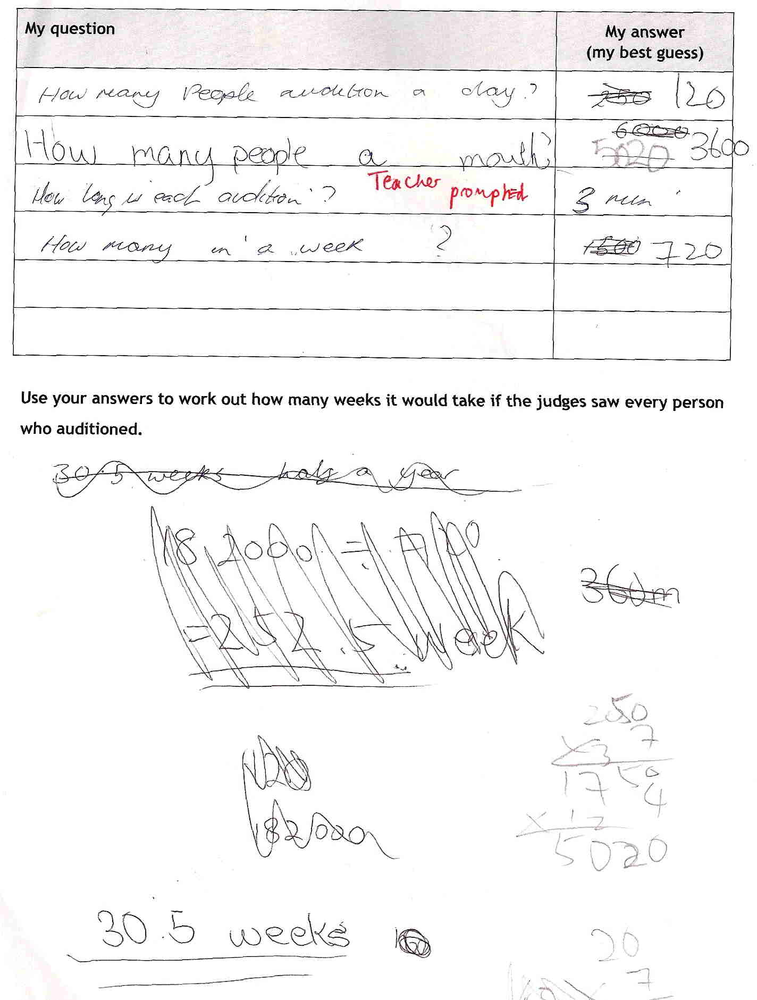 My question
My answer
(my best guess)
How many People audition a day?
250 120
How many people a month?
6000
5020 3600
Teacher prompted
How long is each audition?
3 min
How many in a week ?
1500 720
Use your answers to work out how many weeks it would take if the judges saw every person
who auditioned.
30.5 weeks half a year
182000
360m
= 252.5 week
250
7
x3
1750
4
x 12
5020
120
182000
30.5 weeks
20
7